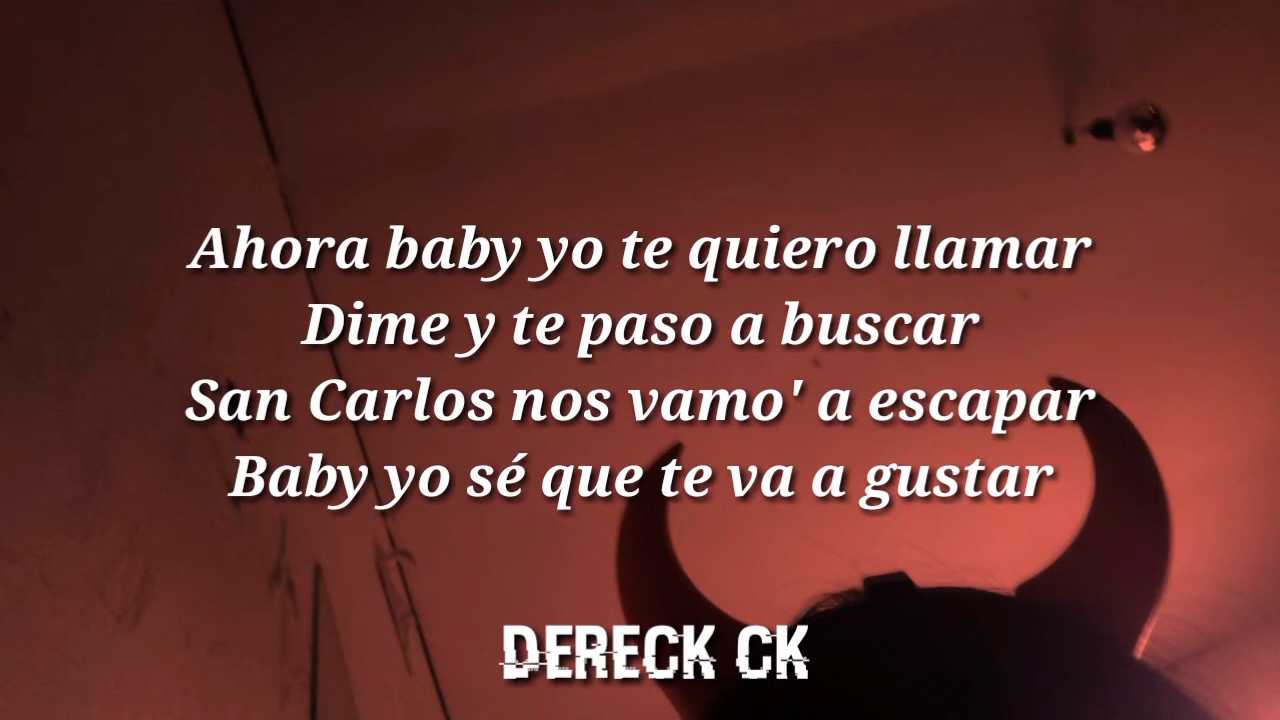 Ahora baby yo te quiero llamar
Dime y te paso a buscar
San Carlos nos vamo' a escapar
Baby yo sé que te va a gustar
DERECK CK